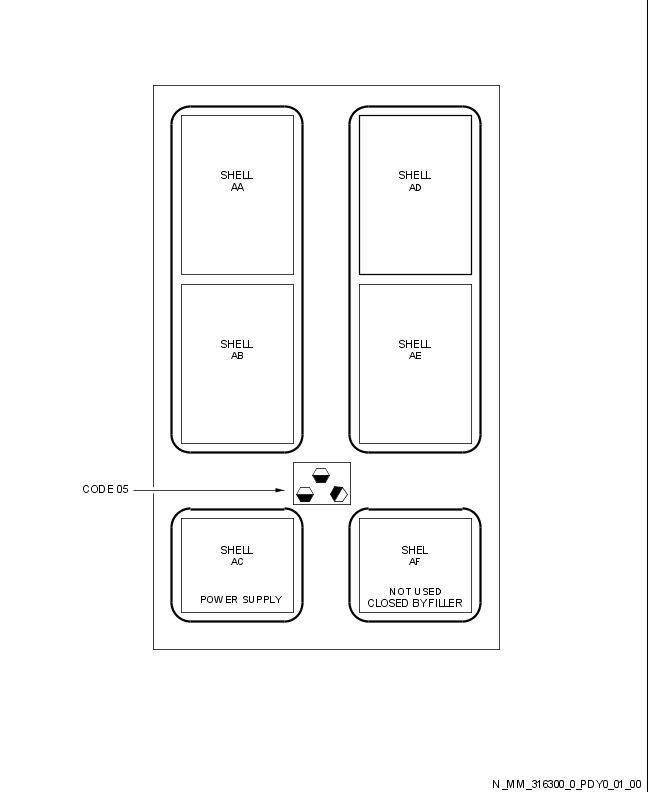 SHELL
AA
SHELL
AD
SHELL
AB
SHELL
AE
CODE 05
SHELL
AC
POWER SUPPLY
SHEL
AF
NOT USED
CLOSED BY FILLER
N_MM_316300_0_PDY0_01_00